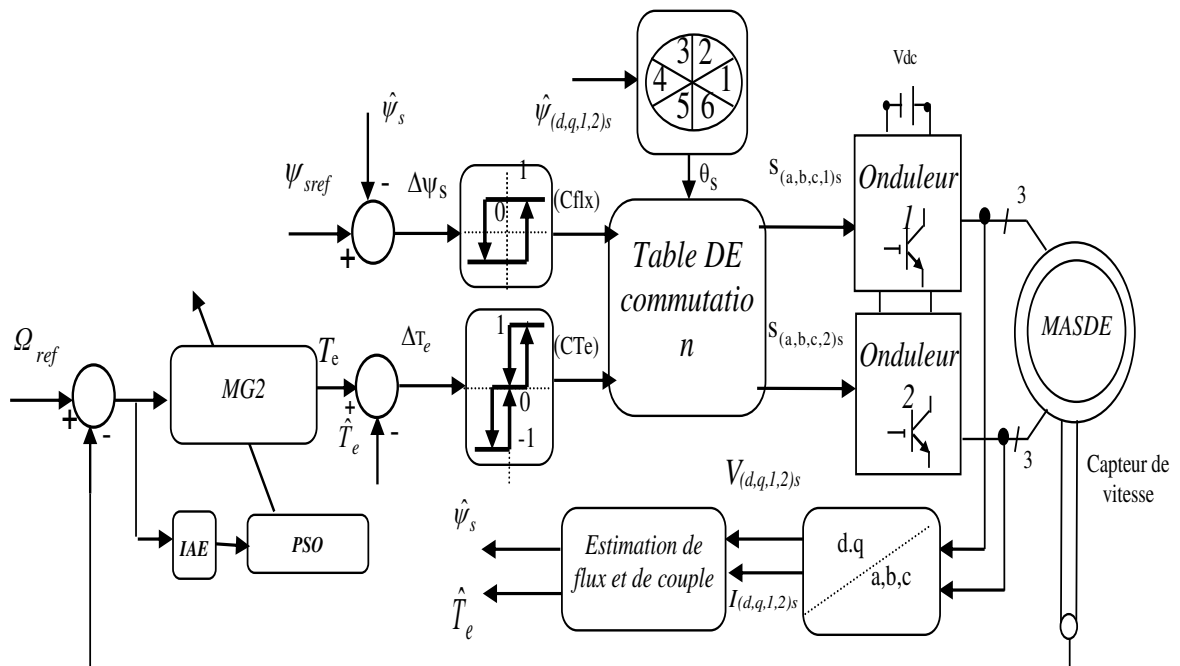 3 2
4 1
5 6
Vdc
ψ̂s
ψ̂(d,q,1,2)s
θs
s(a,b,c,1)s
Onduleur
1
3
ψsref
-
+
Δψs
1
0
(Cflx)
Table DE
commutatio
n
MASDE
Ωref
+
-
MG2
Te
+
T̂e
-
ΔTe
1
0
-1
(CTe)
s(a,b,c,2)s
Onduleur
2
3
Capteur de
vitesse
IAE
PSO
ψ̂s
T̂e
Estimation de
flux et de couple
V(d,q,1,2)s
I(d,q,1,2)s
d.q
a,b,c